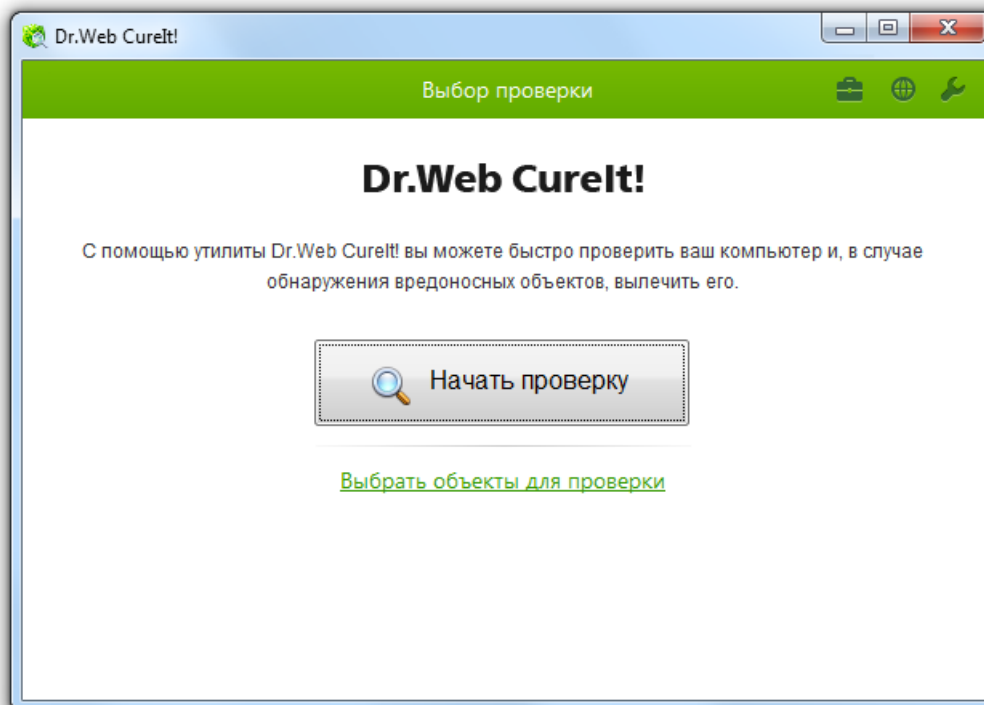 Dr.Web CureIt!
Выбор проверки
Dr.Web CureIt!
С помощью утилиты Dr.Web CureIt! вы можете быстро проверить ваш компьютер и, в случае
обнаружения вредоносных объектов, вылечить его.
Начать проверку
Выбрать объекты для проверки